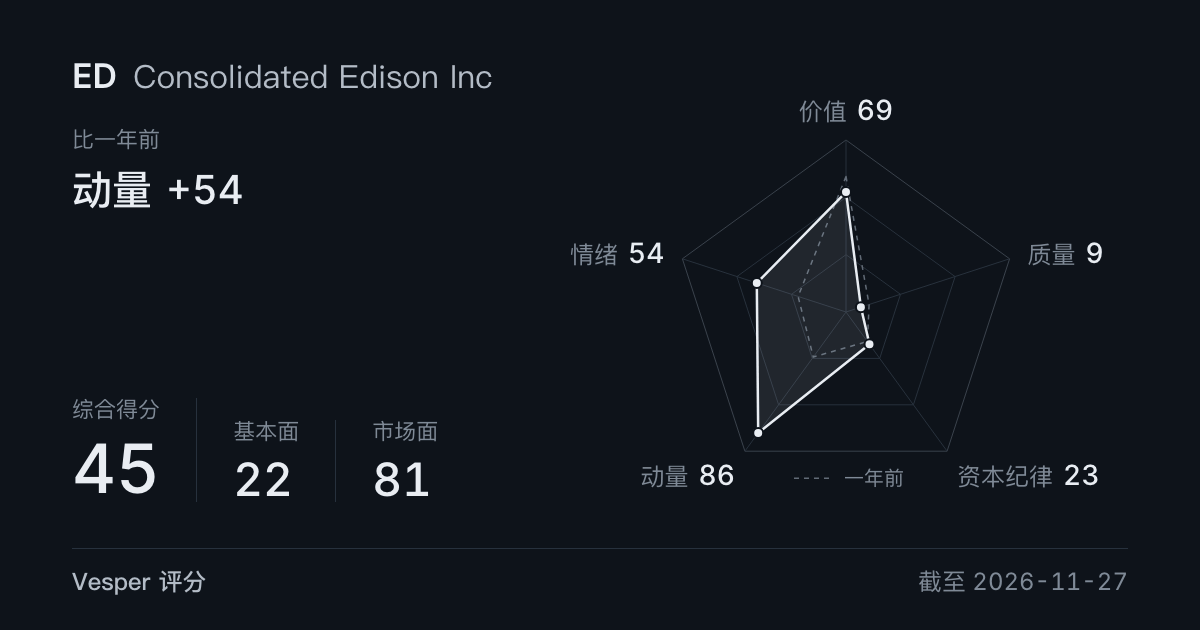 ED Consolidated Edison Inc
比一年前
动量 +54
价值 69
情绪 54
质量 9
综合得分
45
基本面
22
市场面
81
动量 86
一年前
资本纪律 23
Vesper 评分
截至 2026-11-27